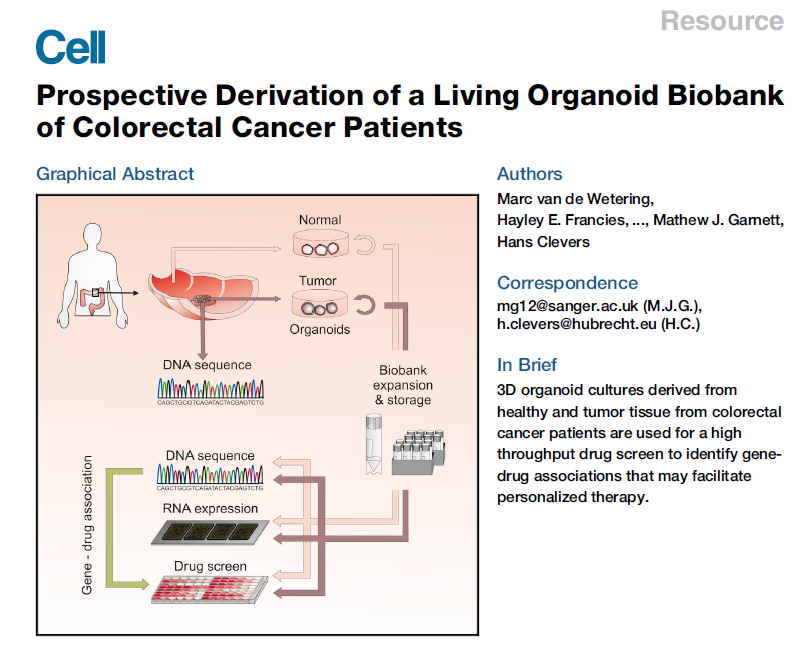 Resource
Cell
Prospective Derivation of a Living Organoid Biobank
of Colorectal Cancer Patients
Graphical Abstract
Normal
Tumor
Organoids
DNA sequence
CAGCTGCGTCAGATACTACGAGTCTG
Biobank
expansion
& storage
DNA sequence
CAGCTGCGTCAGATACTACGAGTCTG
RNA expression
Drug screen
Gene - drug association
Authors
Marc van de Wetering,
Hayley E. Francies, ..., Mathew J. Garnett,
Hans Clevers
Correspondence
mg12@sanger.ac.uk (M.J.G.),
h.clevers@hubrecht.eu (H.C.)
In Brief
3D organoid cultures derived from
healthy and tumor tissue from colorectal
cancer patients are used for a high
throughput drug screen to identify gene-
drug associations that may facilitate
personalized therapy.